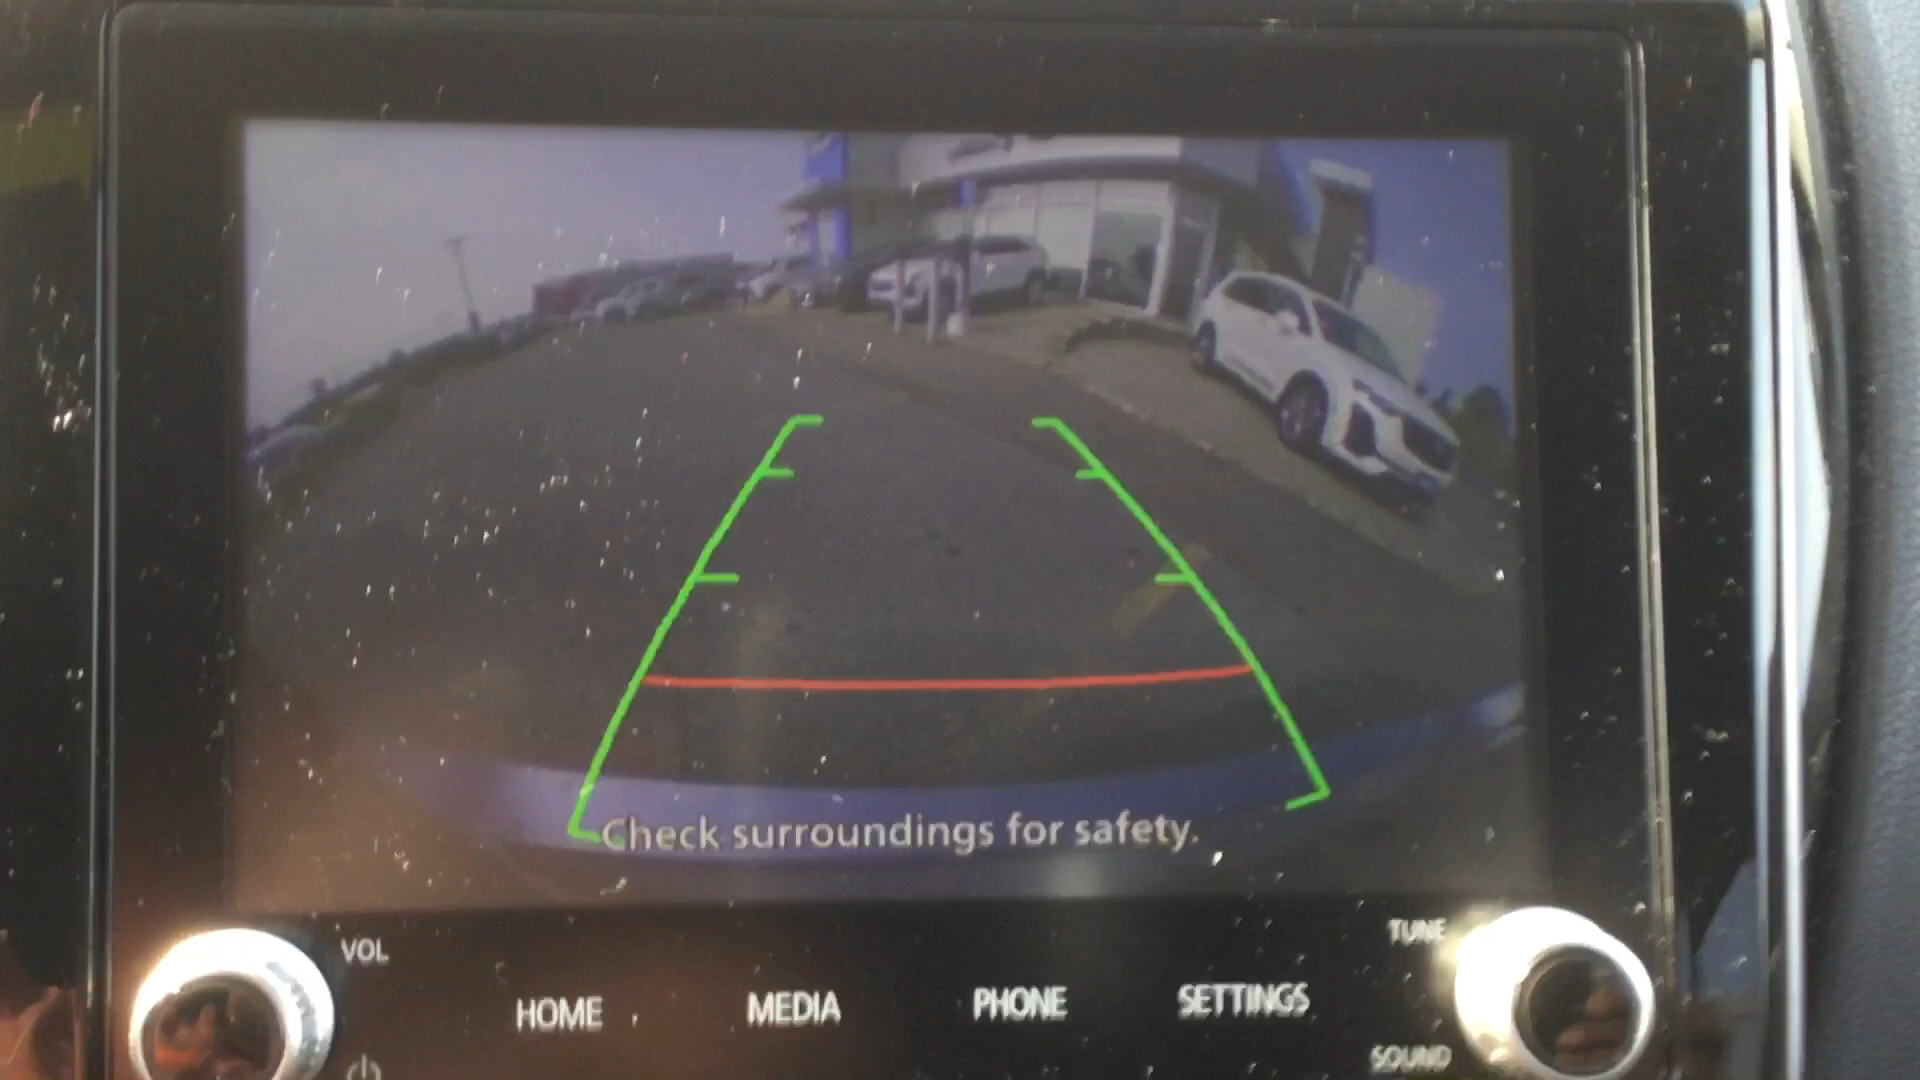 Check surroundings for safety.
VOL
TUNE
HOME
MEDIA
PHONE
SETTINGS
SOUND